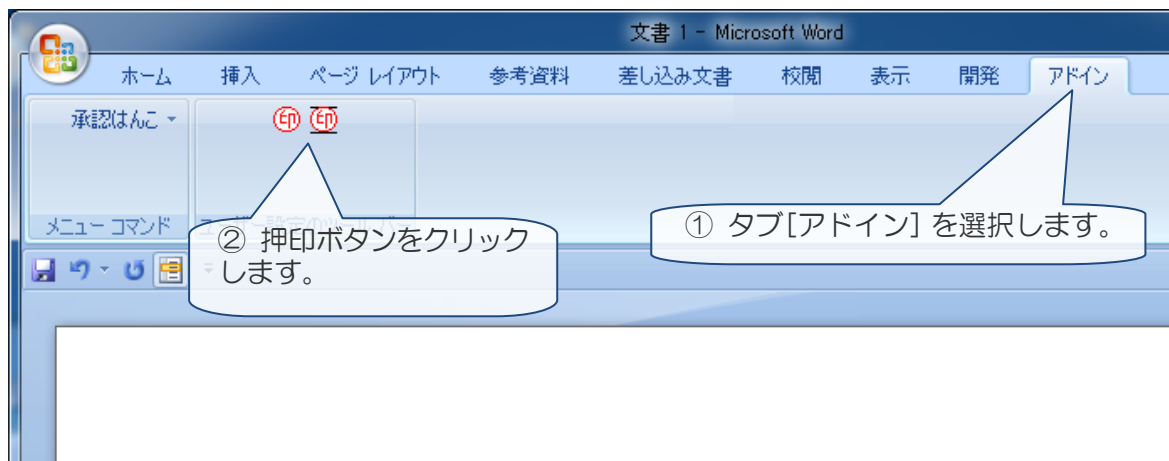 文書 1 - Microsoft Word
ホーム 挿入 ページ レイアウト 参考資料 差し込み文書 校閲 表示 開発 アドイン
承認はんこ
印 印
メニュー コマンド
① タブ[アドイン] を選択します。
② 押印ボタンをクリック
します。